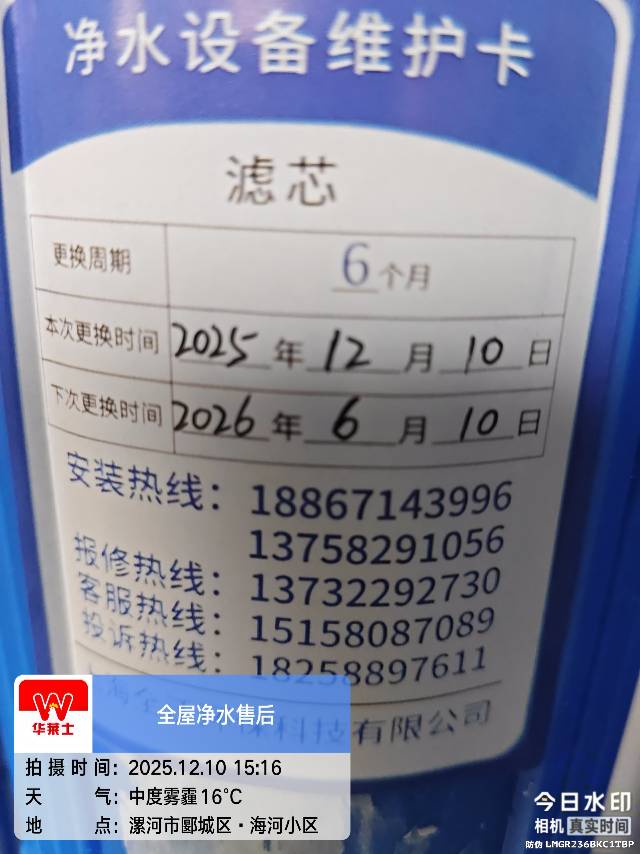 净水设备维护卡
滤芯
更换周期 6个月
本次更换时间 2025年12月10日
下次更换时间 2026年6月10日
安装热线：18867143996
13758291056
报修热线：13732292730
客服热线：15158087089
投诉热线：18258897611
科技有限公司
华莱士
全屋净水售后
拍摄时间：2025.12.10 15:16
天气：中度雾霾 16℃
地点：漯河市郾城区·海河小区
今日水印
相机 真实时间
防伪 LMGR236BKC1TBP